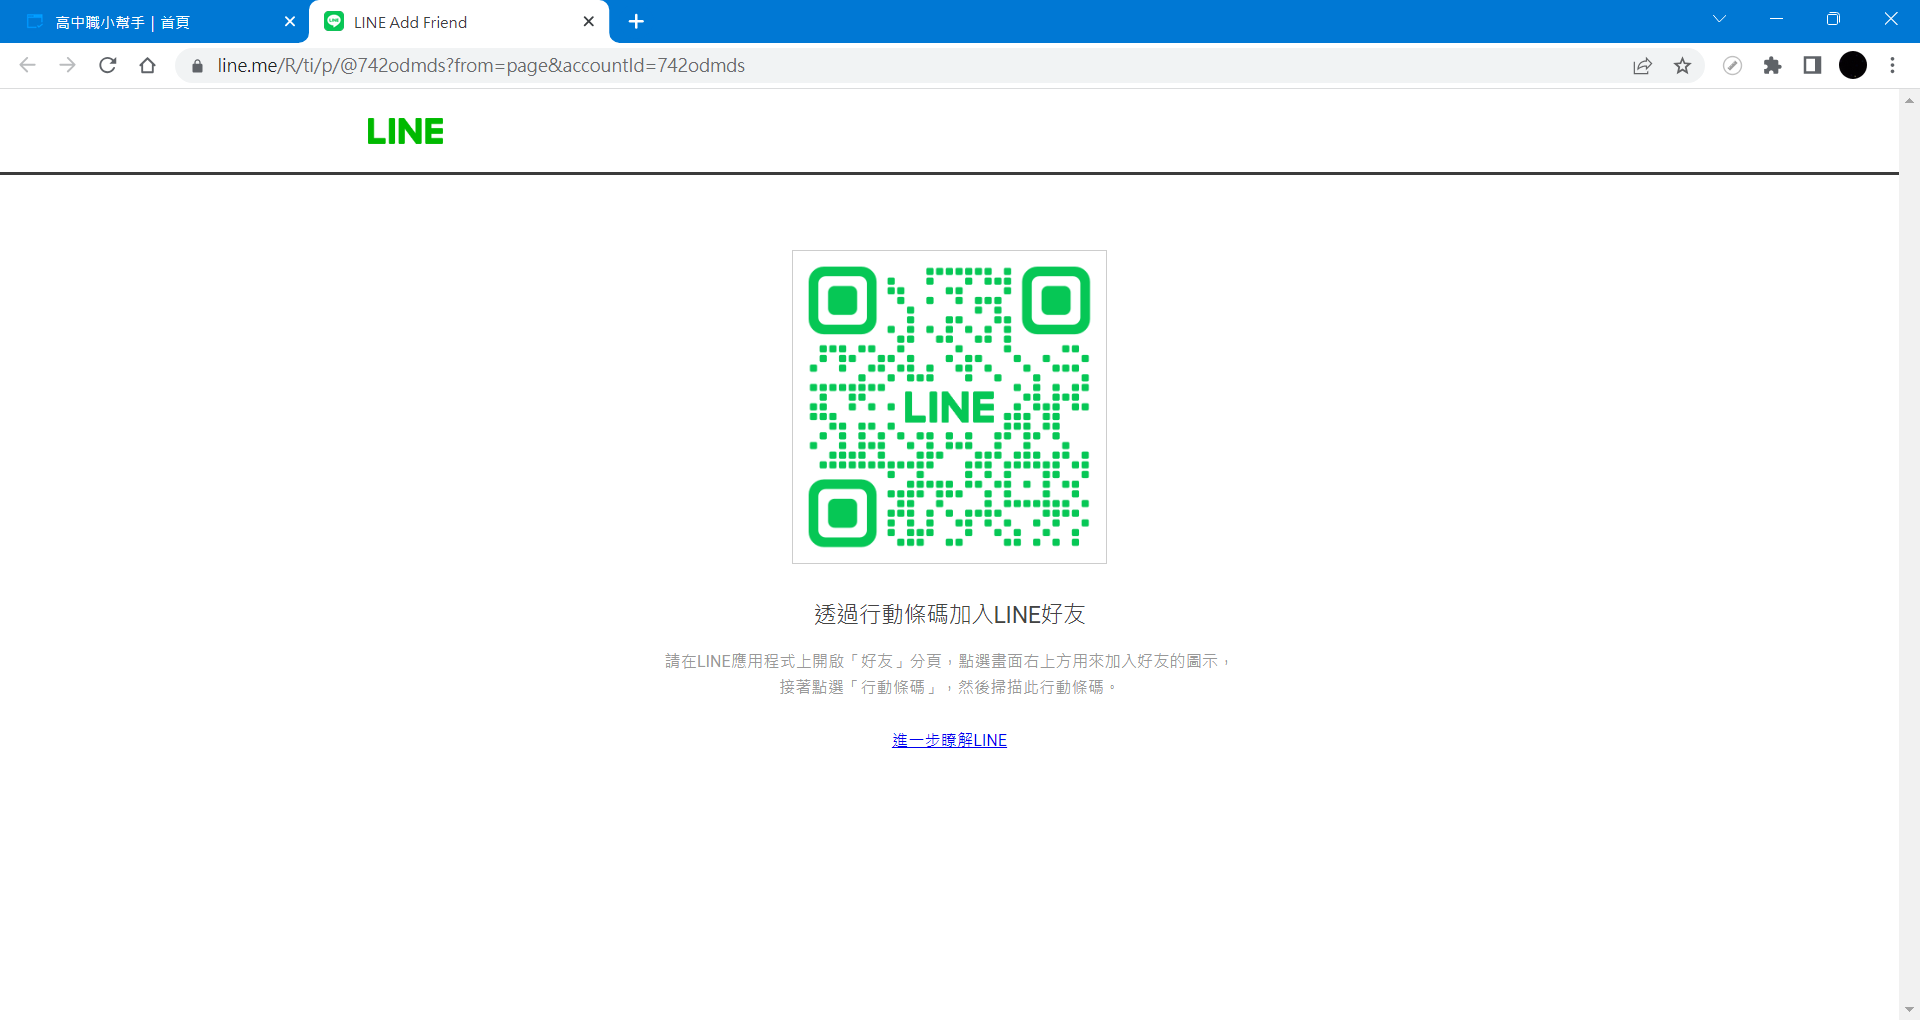 高中職小幫手 | 首頁
LINE Add Friend
line.me/R/ti/p/@742odmds?from=page&accountId=742odmds
LINE
LINE
透過行動條碼加入LINE好友
請在LINE應用程式上開啟「好友」分頁，點選畫面右上方用來加入好友的圖示，
接著點選「行動條碼」，然後掃描此行動條碼。
進一步瞭解LINE